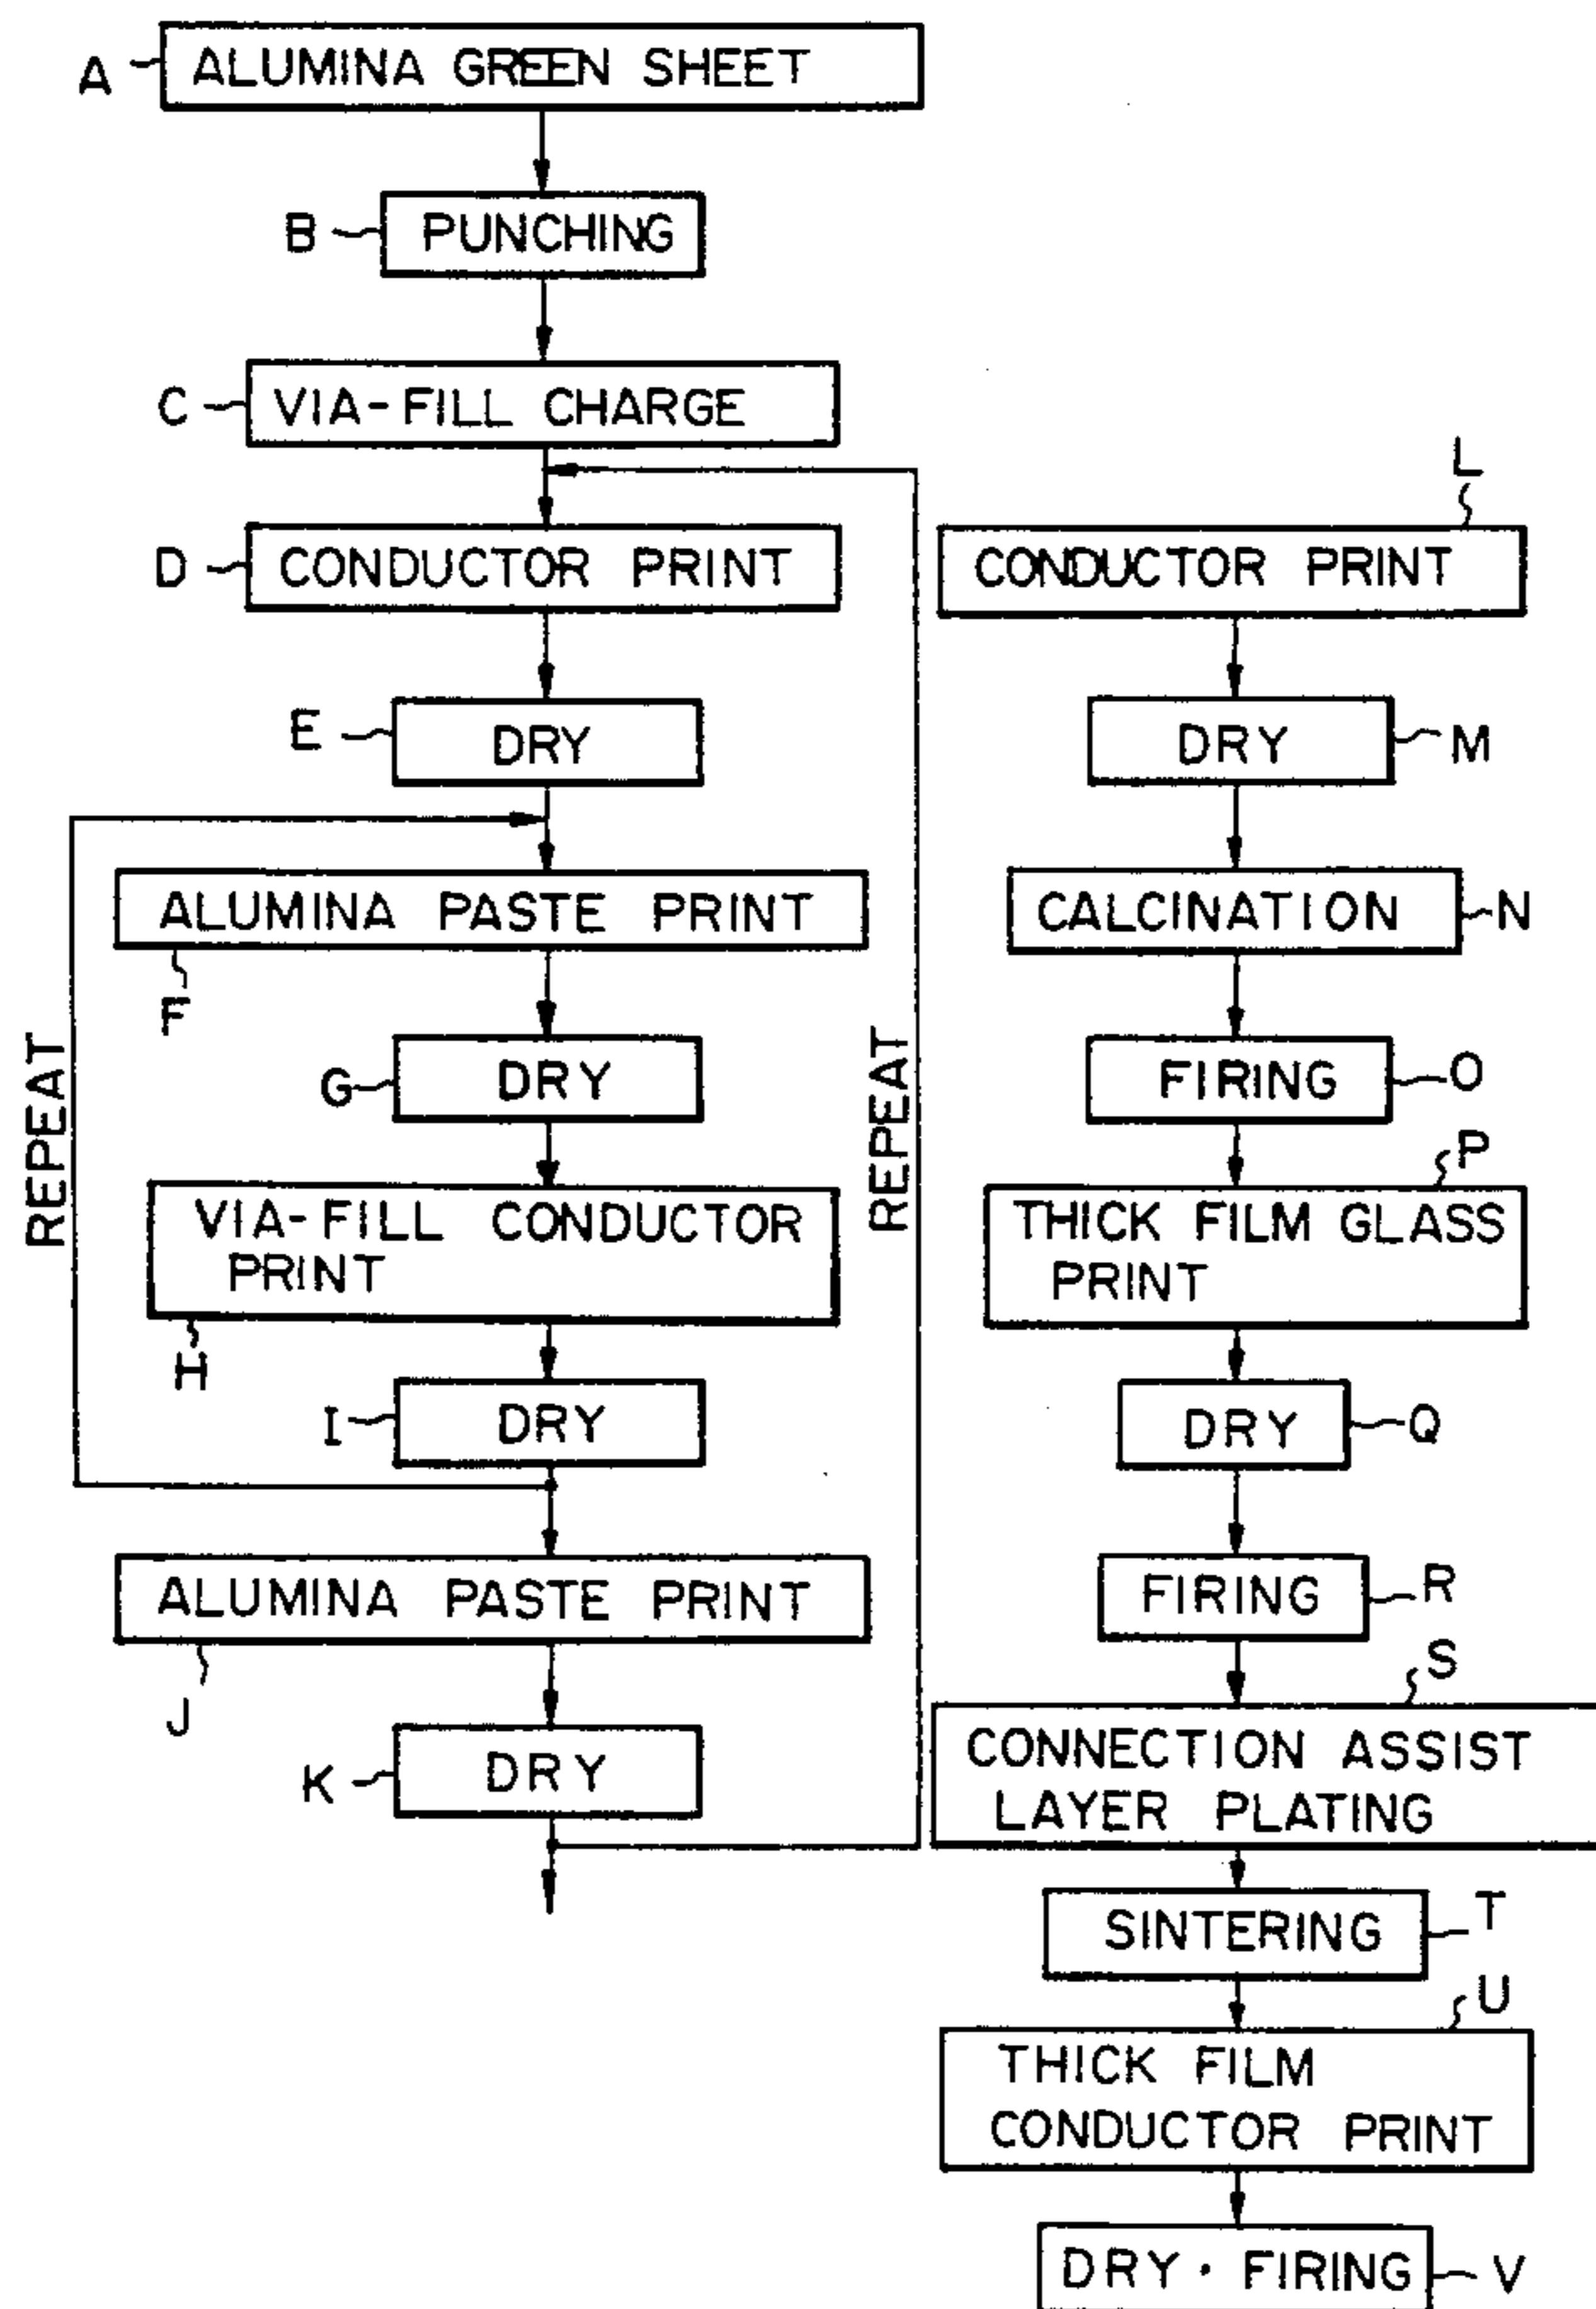 A
ALUMINA GREEN SHEET
B
PUNCHING
C
VIA-FILL CHARGE
D
CONDUCTOR PRINT
E
DRY
ALUMINA PASTE PRINT
F
G
DRY
VIA-FILL CONDUCTOR
PRINT
H
I
DRY
ALUMINA PASTE PRINT
J
K
DRY
REPEAT
REPEAT
L
CONDUCTOR PRINT
DRY
M
CALCINATION
N
FIRING
O
P
THICK FILM GLASS
PRINT
DRY
Q
FIRING
R
S
CONNECTION ASSIST
LAYER PLATING
SINTERING
T
U
THICK FILM
CONDUCTOR PRINT
DRY · FIRING
V